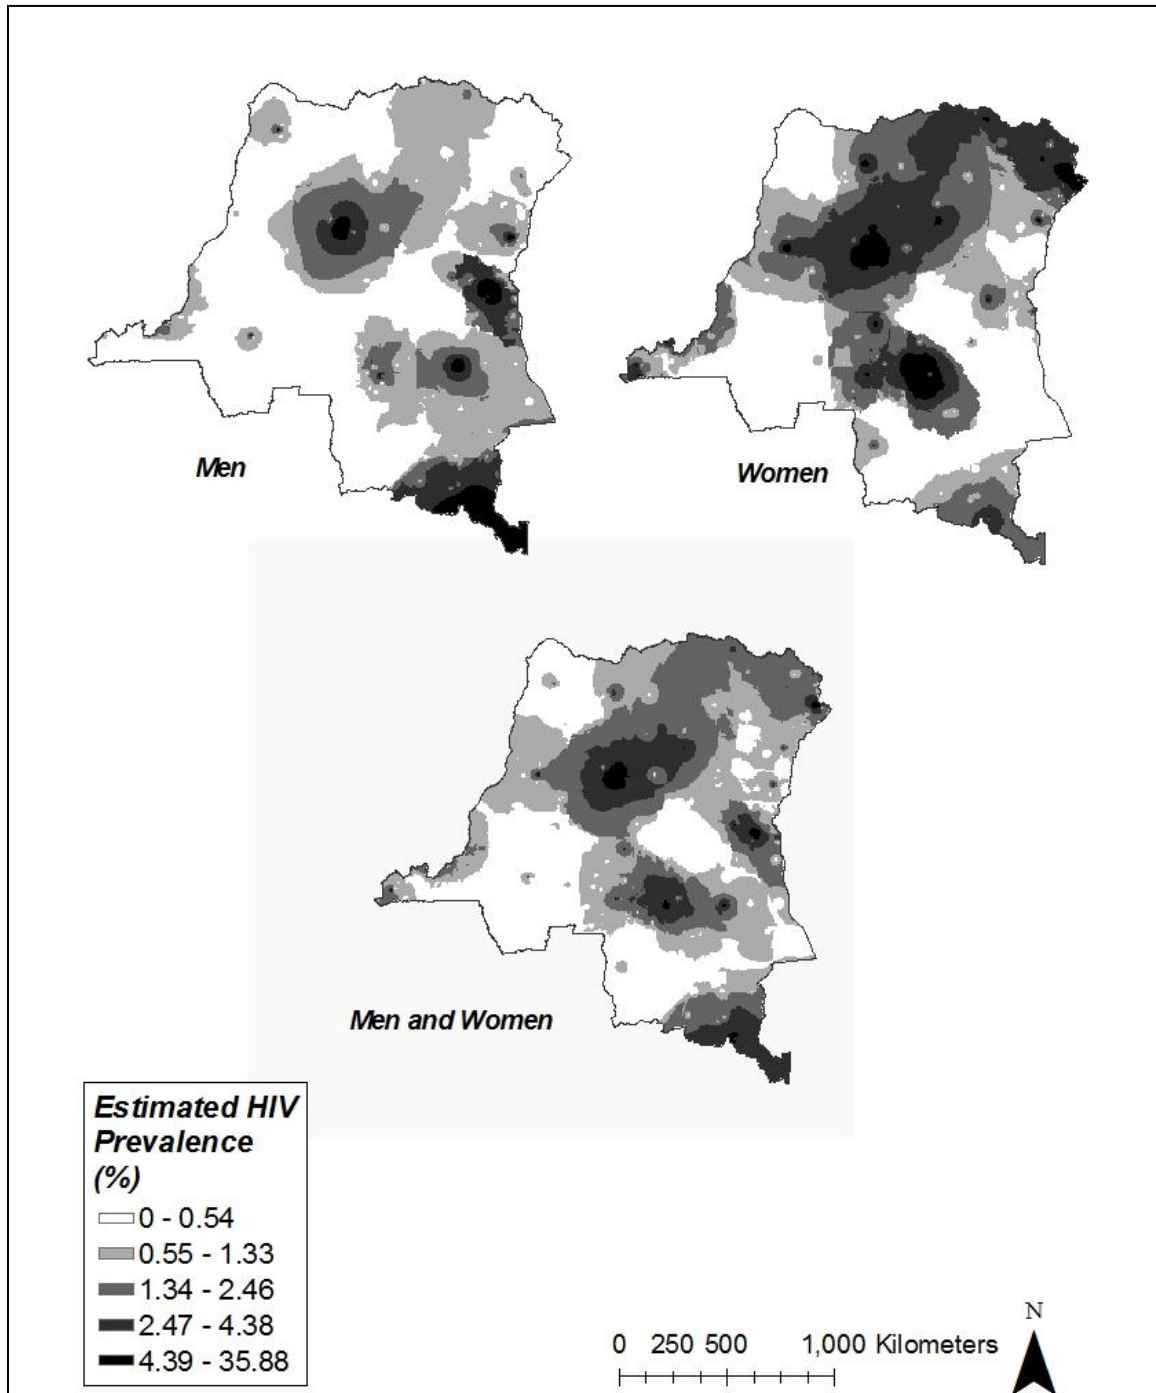 Men
Women
Men and Women
Estimated HIV
Prevalence
(%)
0 - 0.54
0.55 - 1.33
1.34 - 2.46
2.47 - 4.38
4.39 - 35.88
0 250 500 1,000 Kilometers
N